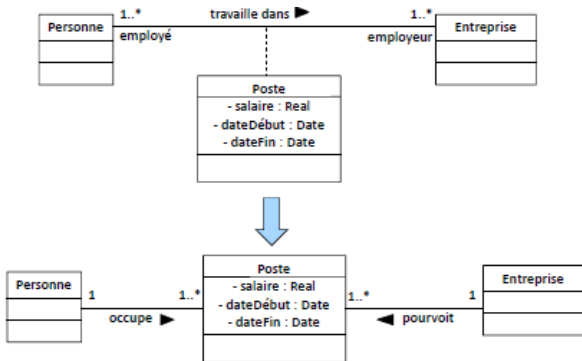 1..* travaille dans ► 1..*
Personne employé employeur Entreprise
Poste
- salaire : Real
- dateDébut : Date
- dateFin : Date
Poste
Personne - salaire : Real Entreprise
1 1..* - dateDébut : Date 1..* 1
occupe ► - dateFin : Date ◄ pourvoit